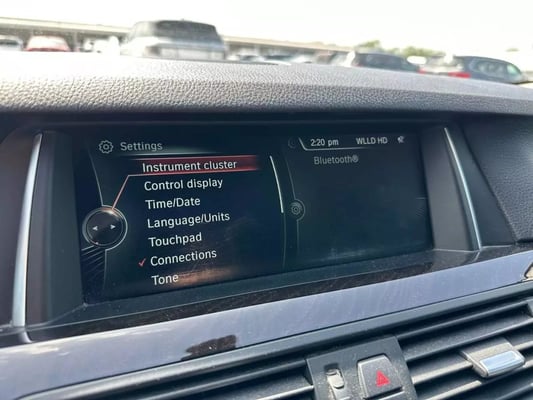 Settings
2:20 pm WLLD HD
Instrument cluster
Bluetooth®
Control display
Time/Date
Language/Units
Touchpad
Connections
Tone